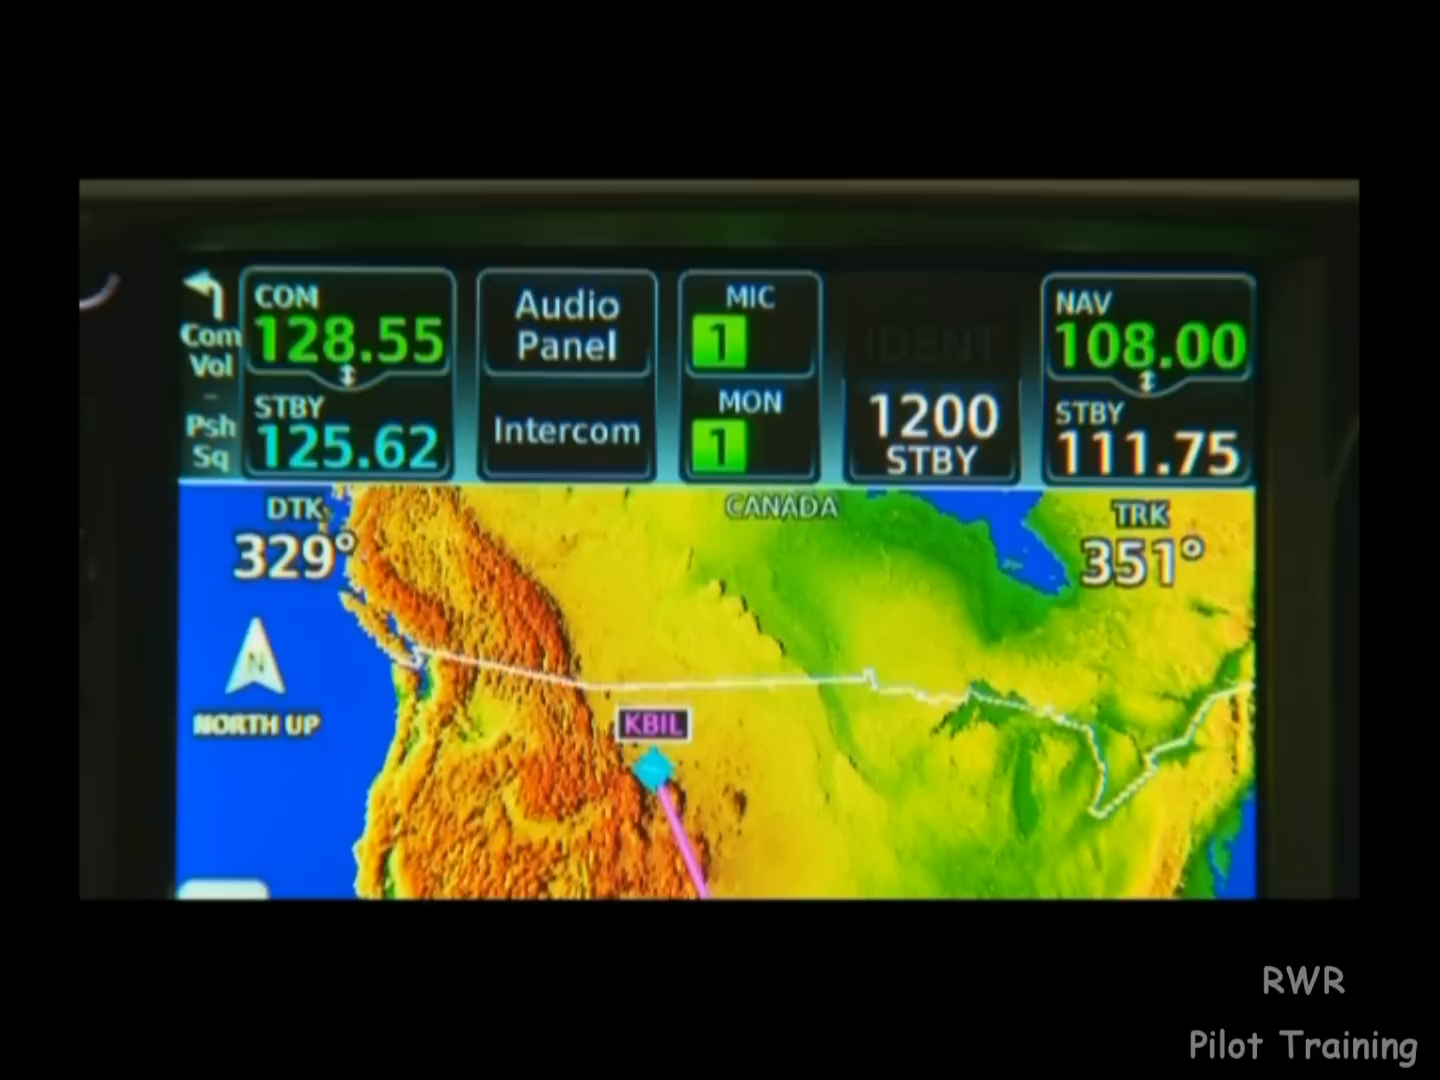 Com
Vol
-
Psh
Sq
COM
128.55
STBY
125.62
Audio
Panel
Intercom
MIC
1
MON
1
IDENT
1200
STBY
NAV
108.00
STBY
111.75
DTK
329°
CANADA
TRK
351°
N
NORTH UP
KBIL
RWR
Pilot Training